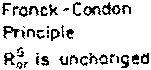 Franck-Condon
Principle
R^S_or is unchanged